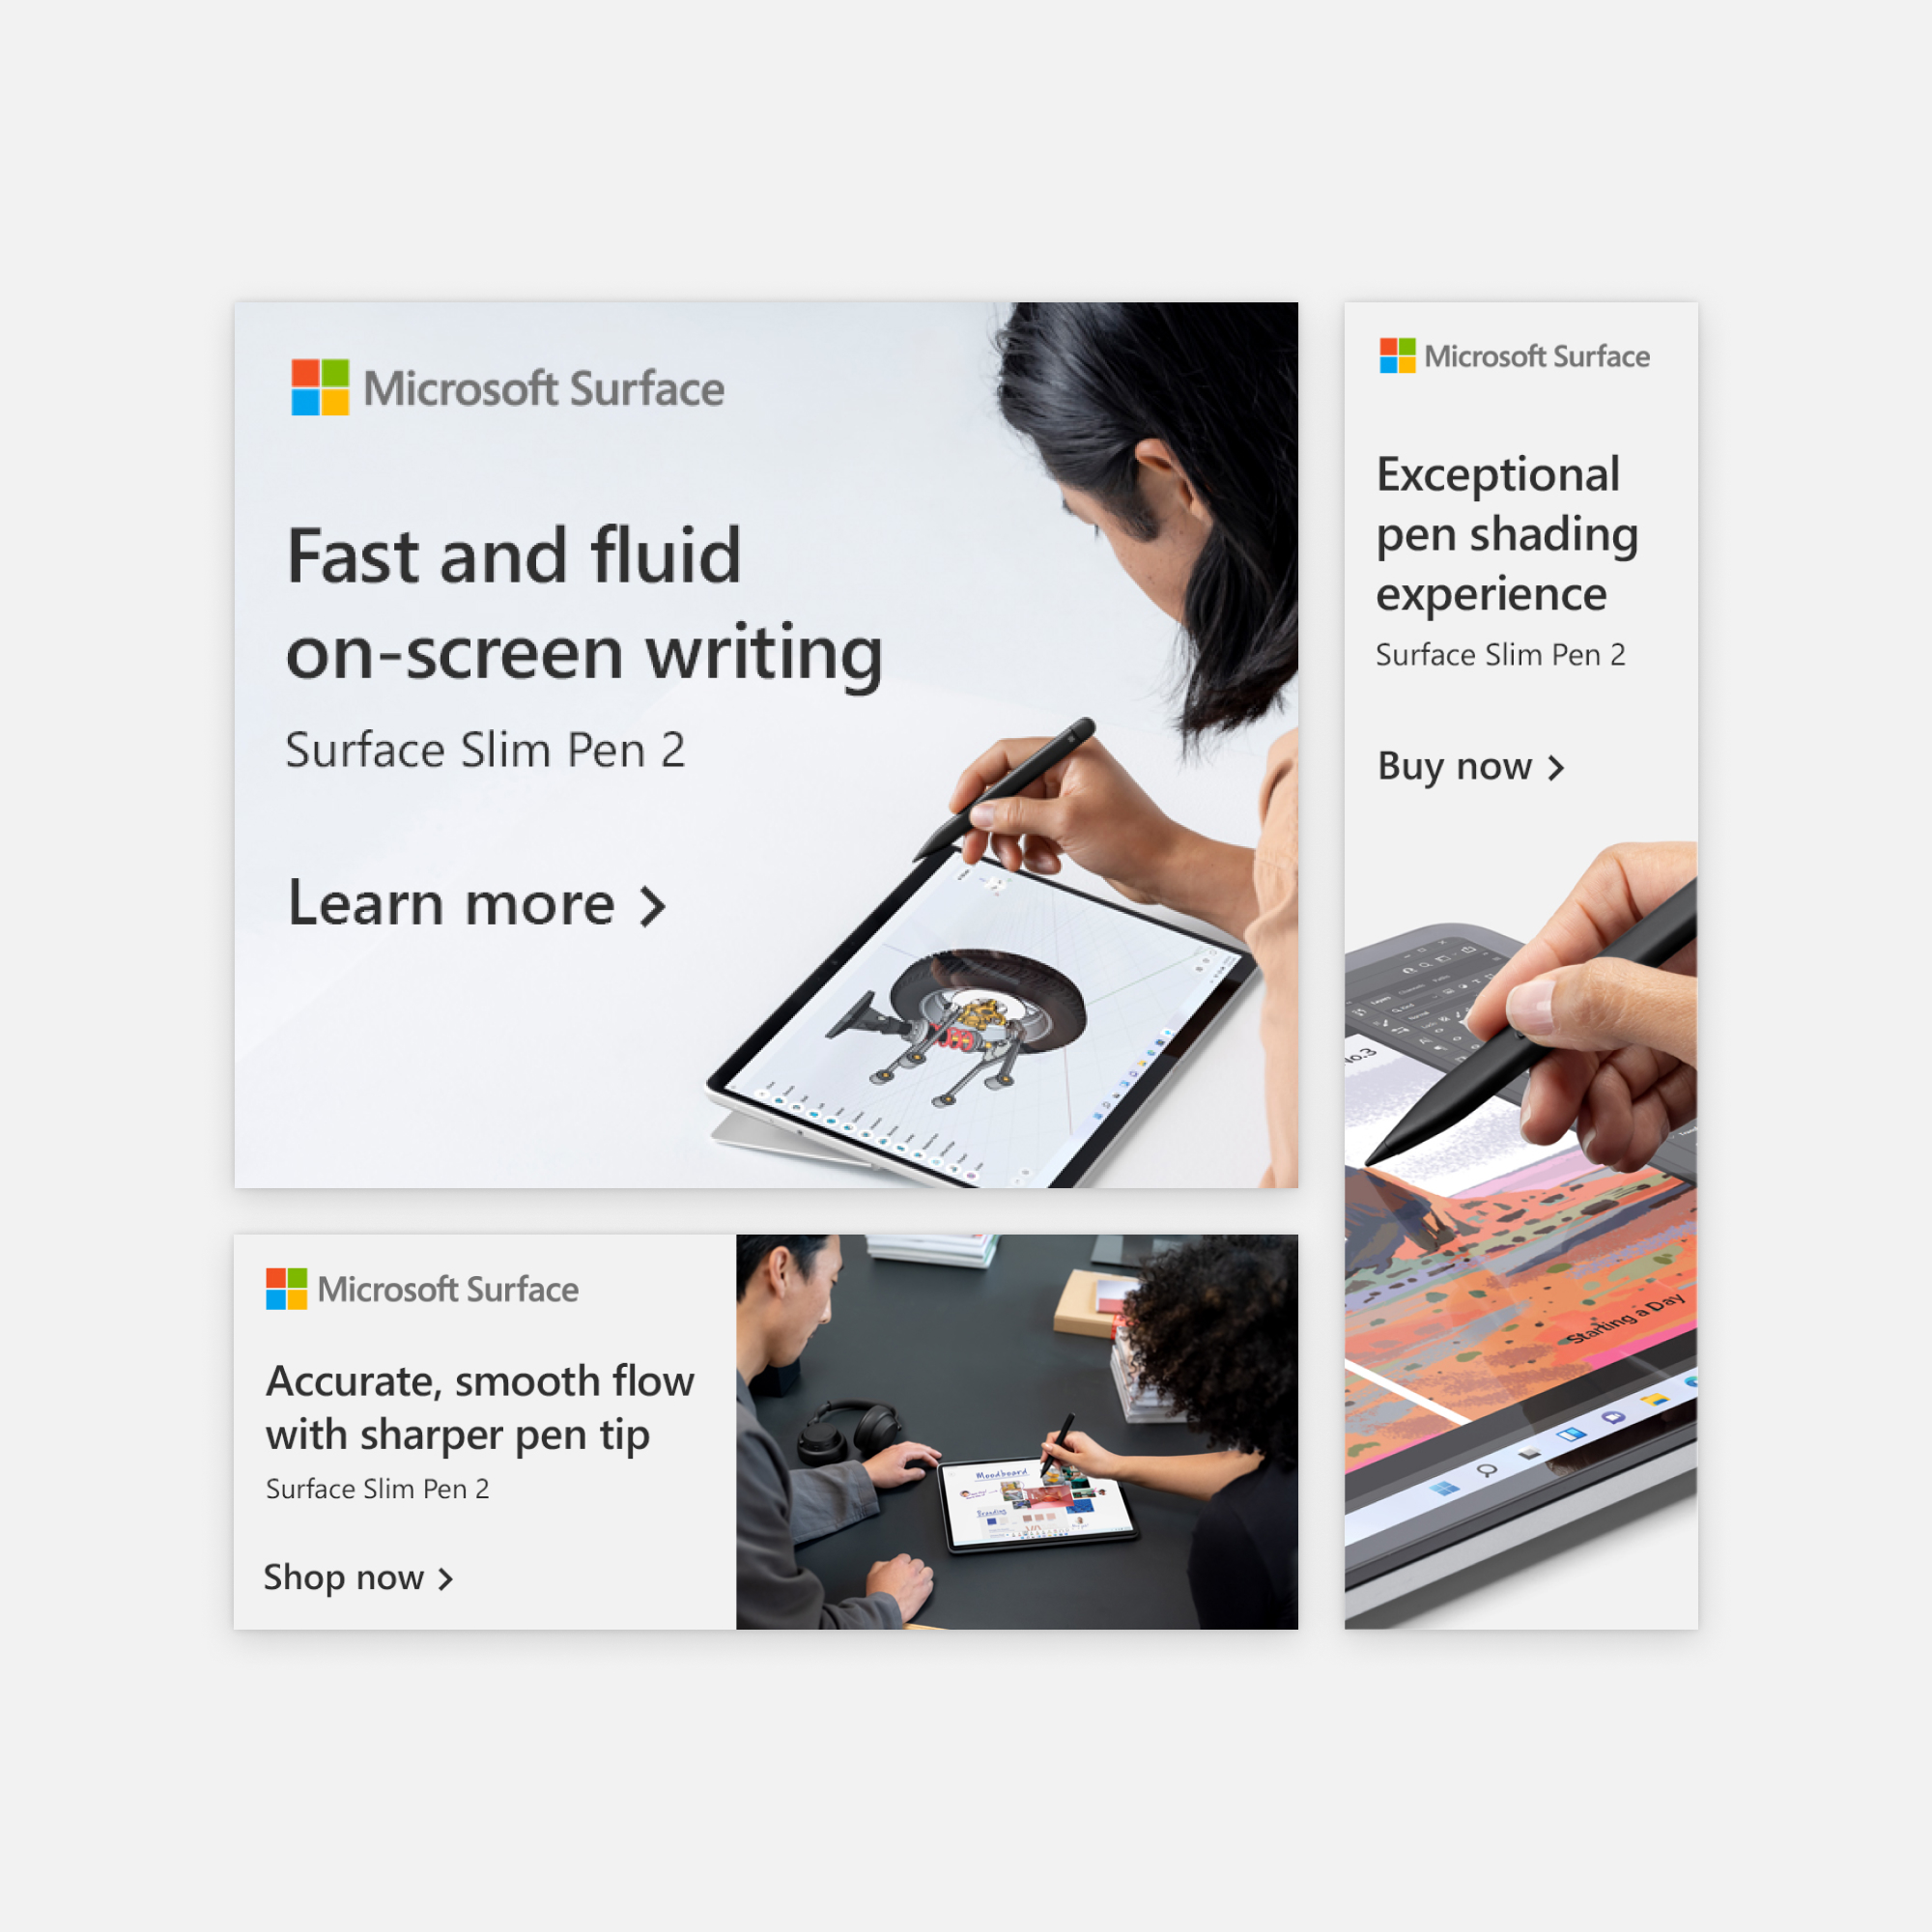 Microsoft Surface
Fast and fluid
on-screen writing
Surface Slim Pen 2
Learn more
Microsoft Surface
Exceptional
pen shading
experience
Surface Slim Pen 2
Buy now
No.3
Starting a Day
Microsoft Surface
Accurate, smooth flow
with sharper pen tip
Surface Slim Pen 2
Shop now
Moodboard
Branding